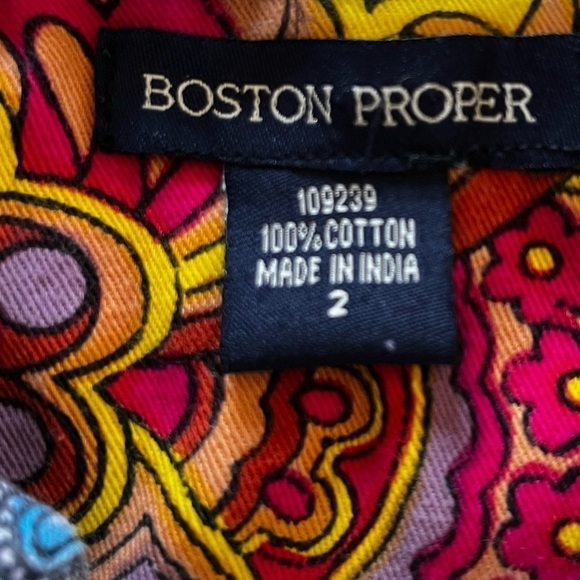 BOSTON PROPER
109239
100% COTTON
MADE IN INDIA
2